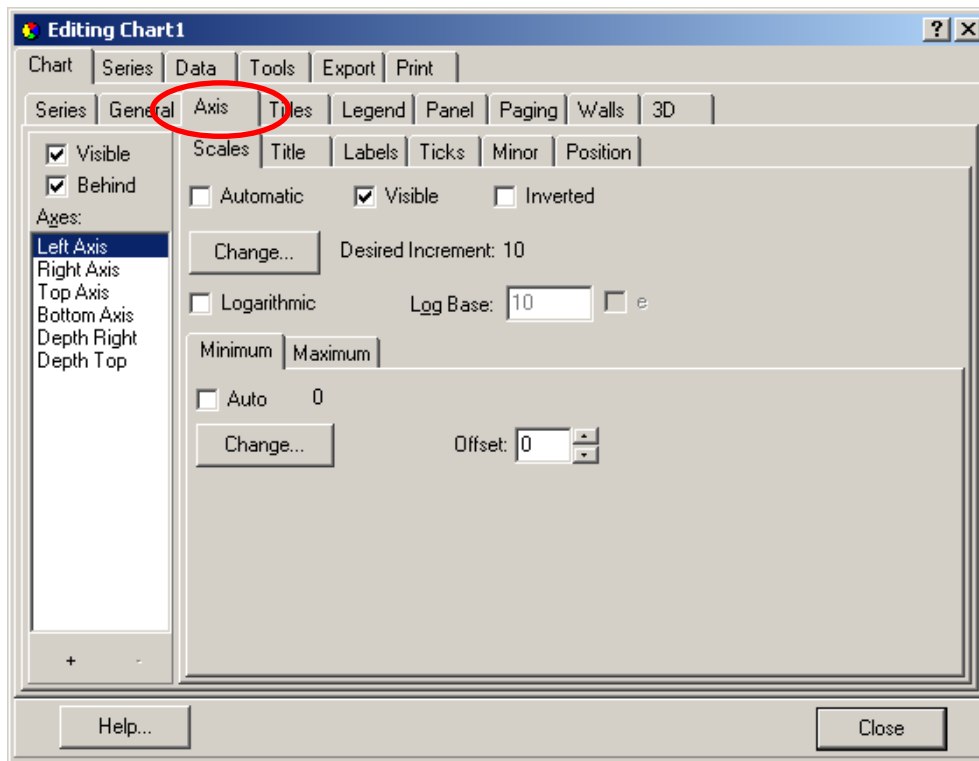 Editing Chart1
Chart Series Data Tools Export Print
Series General Axis Titles Legend Panel Paging Walls 3D
Visible
Behind
Axes:
Left Axis
Right Axis
Top Axis
Bottom Axis
Depth Right
Depth Top
+ -
Scales Title Labels Ticks Minor Position
Automatic Visible Inverted
Change... Desired Increment: 10
Logarithmic Log Base: 10 e
Minimum Maximum
Auto 0
Change... Offset: 0
Help... Close